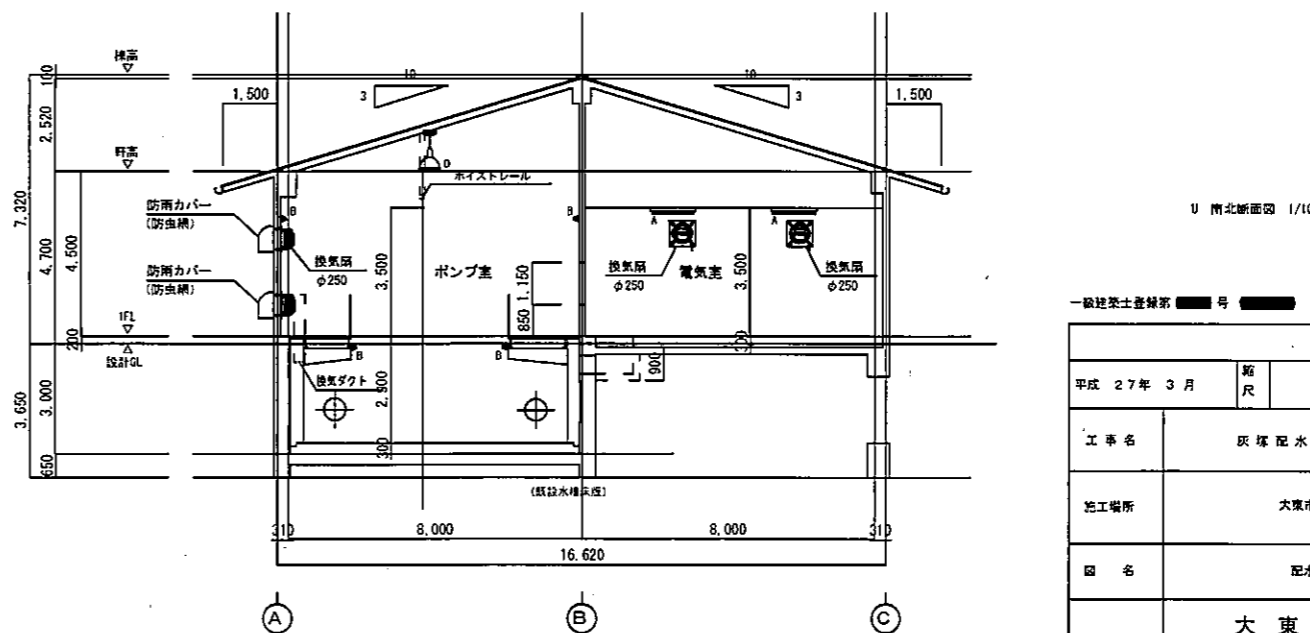 棟高
100
10
10
3
3
1,500
1,500
2,520
軒高
D
ホイストレール
7,320
4,700
4,500
防雨カバー
(防虫網)
B
B
A
A
換気扇
φ250
ポンプ室
3,500
1,150
850
換気扇
φ250
電気室
3,500
換気扇
φ250
防雨カバー
(防虫網)
1FL
200
設計GL
300
B
B
900
換気ダクト
2,900
3,650
3,000
300
650
(既設水槽床版)
310
8,000
8,000
310
16.620
A
B
C
南北断面図 1/10
一級建築士登録第 号
平成 27年 3月
縮
尺
工事名
灰塚配水
施工場所
大東市
図 名
配水
大 東